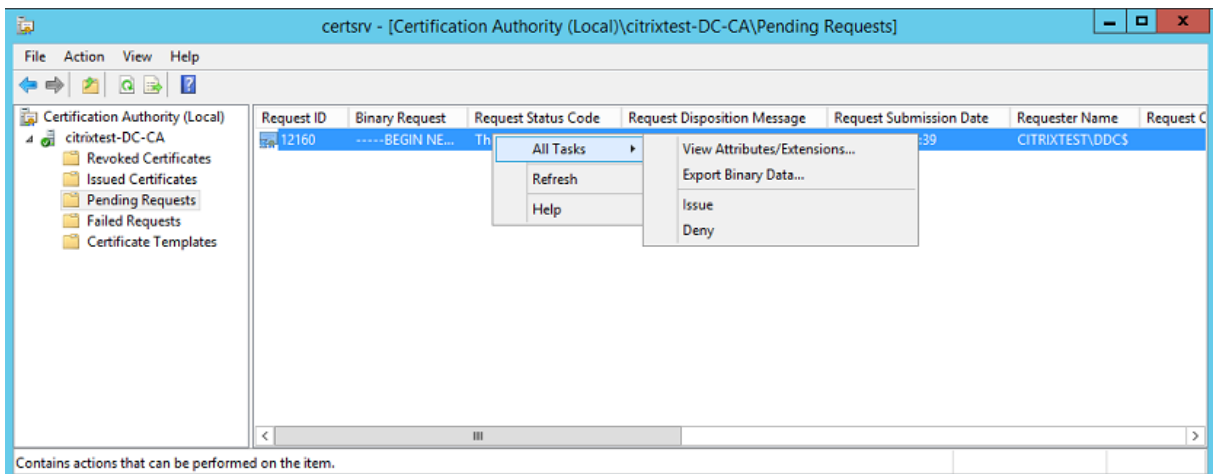 certsrv - [Certification Authority (Local)\citrixtest-DC-CA\Pending Requests]
File Action View Help
Certification Authority (Local)
citrixtest-DC-CA
Revoked Certificates
Issued Certificates
Pending Requests
Failed Requests
Certificate Templates
Request ID Binary Request Request Status Code Request Disposition Message Request Submission Date Requester Name Request C
12160 -----BEGIN NE... Th :39 CITRIXTEST\DDC$
All Tasks
Refresh
Help
View Attributes/Extensions...
Export Binary Data...
Issue
Deny
Contains actions that can be performed on the item.